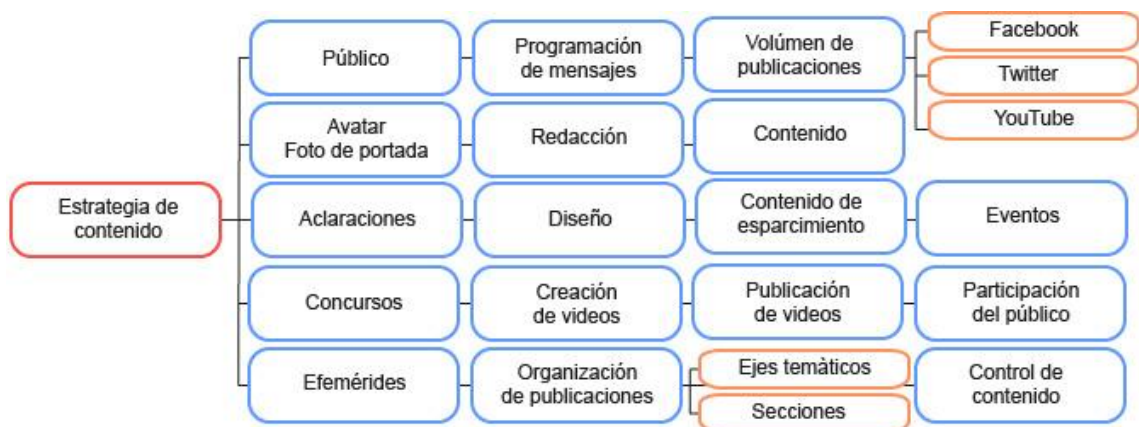 Público
Programación
de mensajes
Volúmen de
publicaciones
Facebook
Twitter
YouTube
Avatar
Foto de portada
Redacción
Contenido
Estrategia de
contenido
Aclaraciones
Diseño
Contenido de
esparcimiento
Eventos
Concursos
Creación
de videos
Publicación
de videos
Participación
del público
Efemérides
Organización
de publicaciones
Ejes temàticos
Secciones
Control de
contenido